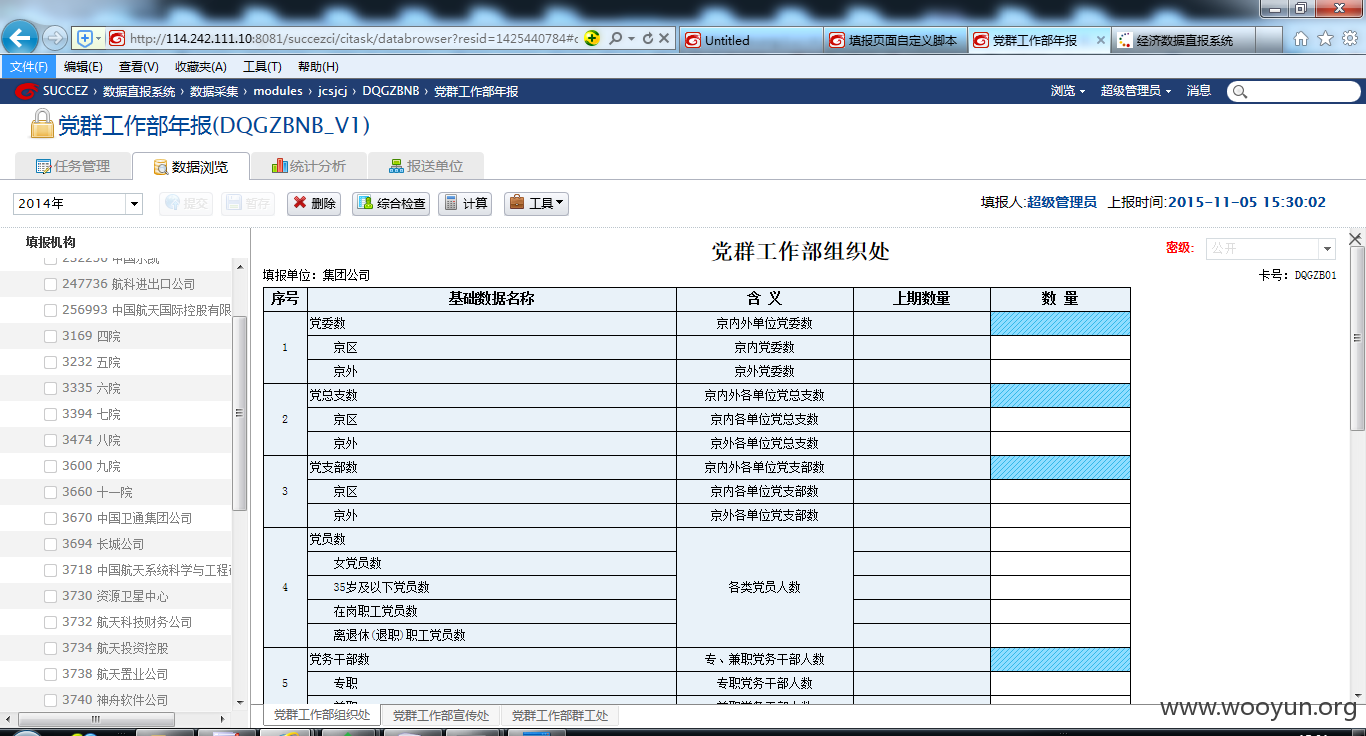 http://114.242.111.10:8081/succezci/citask/databrowser?resid=1425440784#c
Untitled
填报页面自定义脚本
党群工作部年报
经济数据直报系统
文件(F) 编辑(E) 查看(V) 收藏夹(A) 工具(T) 帮助(H)
SUCCEZ › 数据直报系统 › 数据采集 › modules › jcsjcj › DQGZBNB › 党群工作部年报
浏览 超级管理员 消息
党群工作部年报(DQGZBNB_V1)
任务管理 数据浏览 统计分析 报送单位
2014年 提交 暂存 删除 综合检查 计算 工具
填报人:超级管理员 上报时间:2015-11-05 15:30:02
填报机构
247736 航科进出口公司
256993 中国航天国际控股有限
3169 四院
3232 五院
3335 六院
3394 七院
3474 八院
3600 九院
3660 十一院
3670 中国卫通集团公司
3694 长城公司
3718 中国航天系统科学与工程
3730 资源卫星中心
3732 航天科技财务公司
3734 航天投资控股
3738 航天置业公司
3740 神舟软件公司
党群工作部组织处
密级: 公开
填报单位: 集团公司
卡号: DQGZB01
序号 基础数据名称 含 义 上期数量 数 量
党委数 京内外单位党委数
1 京区 京内党委数
京外 京外党委数
党总支数 京内外各单位党总支数
2 京区 京内各单位党总支数
京外 京外各单位党总支数
党支部数 京内外各单位党支部数
3 京区 京内各单位党支部数
京外 京外各单位党支部数
党员数
女党员数
4 35岁及以下党员数 各类党员人数
在岗职工党员数
离退休(退职)职工党员数
党务干部数 专、兼职党务干部人数
5 专职 专职党务干部人数
党群工作部组织处 党群工作部宣传处 党群工作部群工处
www.wooyun.org